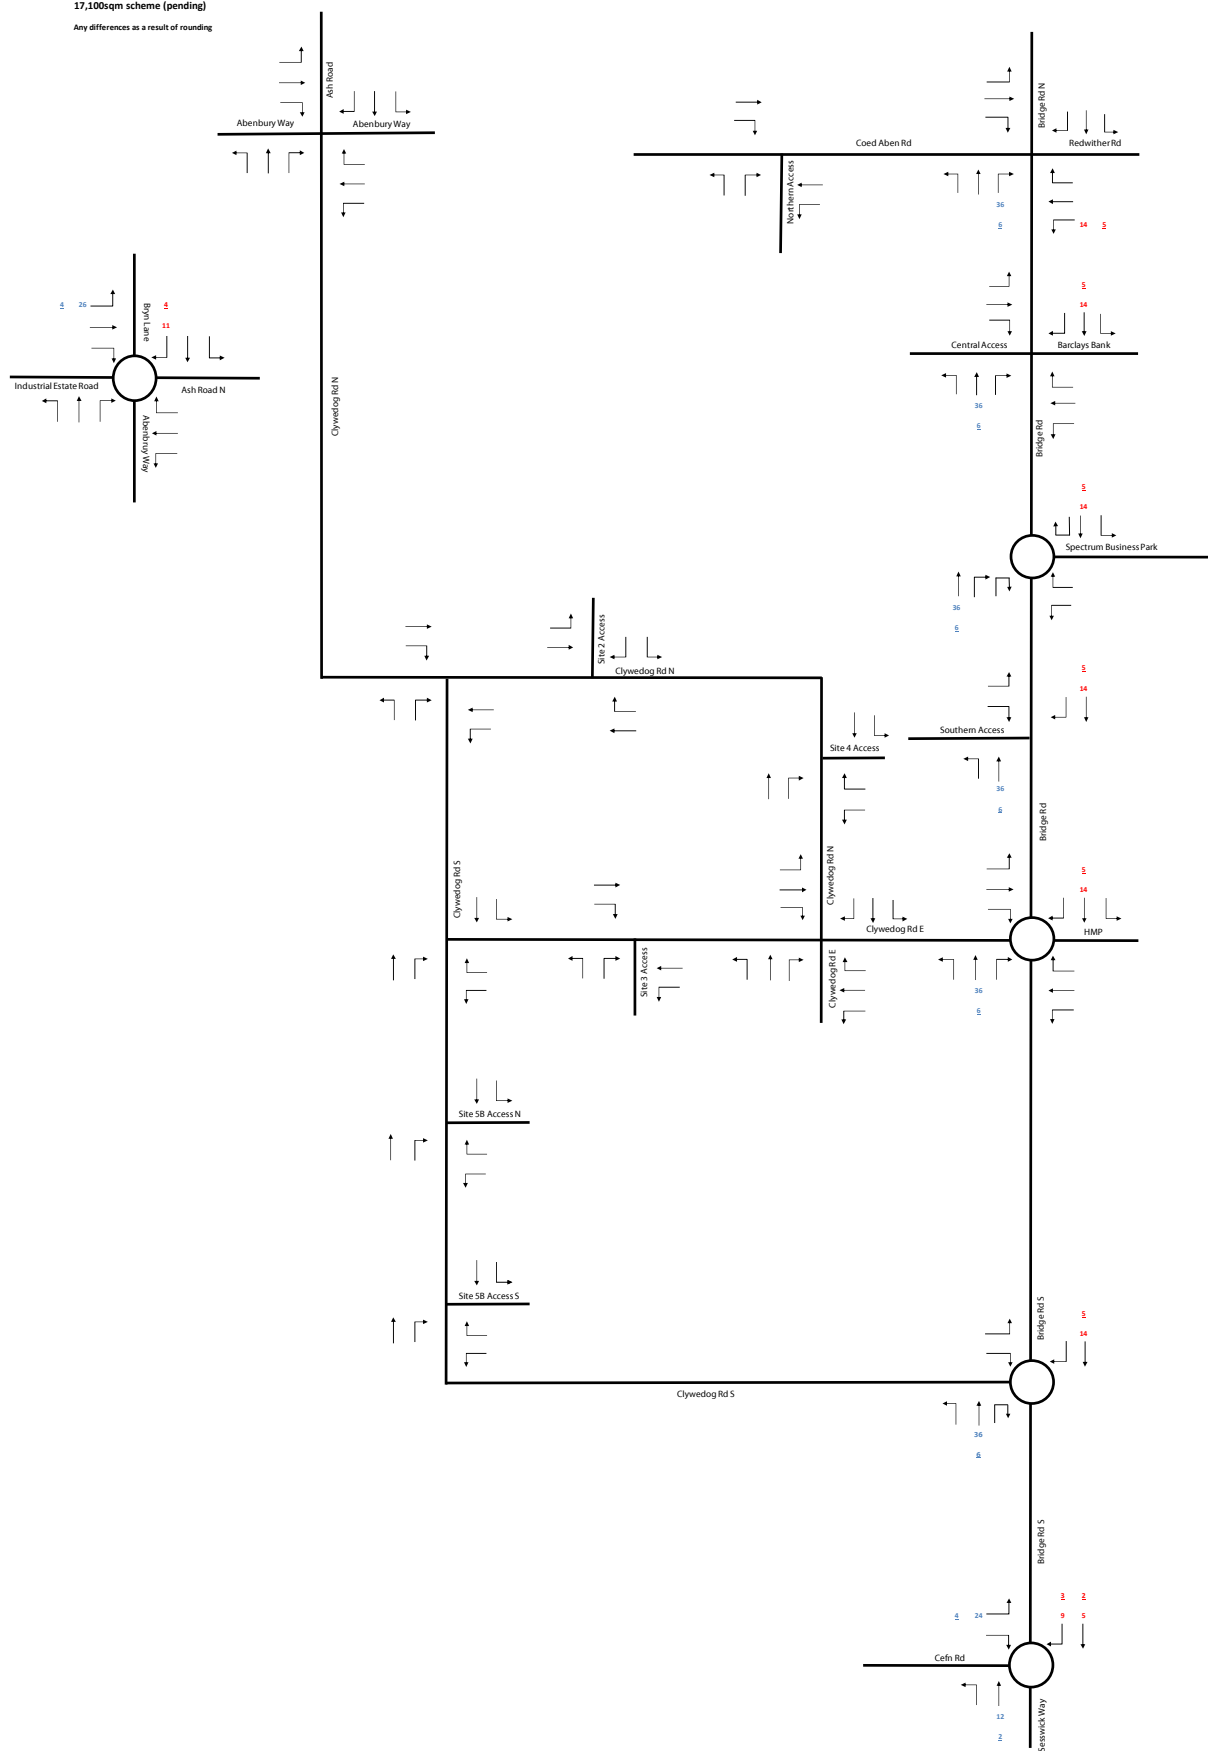 17,100sqm scheme (pending)
Any differences as a result of rounding
Ash Road
Abenbury Way
Abenbury Way
Clywedog Rd N
Bridge Rd N
Coed Aben Rd
Redwither Rd
Northern Access
36
6
14 5
4 26
Bryn Lane
4
11
Industrial Estate Road
Ash Road N
Abenbruy Way
5
14
Central Access
Barclays Bank
36
6
Bridge Rd
5
14
Spectrum Business Park
36
6
Site 2 Access
Clywedog Rd N
5
14
Southern Access
36
6
Site 4 Access
Bridge Rd
Clywedog Rd S
Clywedog Rd N
5
14
Clywedog Rd E
HMP
Site 3 Access
Clywedog Rd E
36
6
Site 5B Access N
Site 5B Access S
Bridge Rd S
5
14
Clywedog Rd S
36
6
Bridge Rd S
4 24
3 2
9 5
Cefn Rd
12
2
Sesswick Way